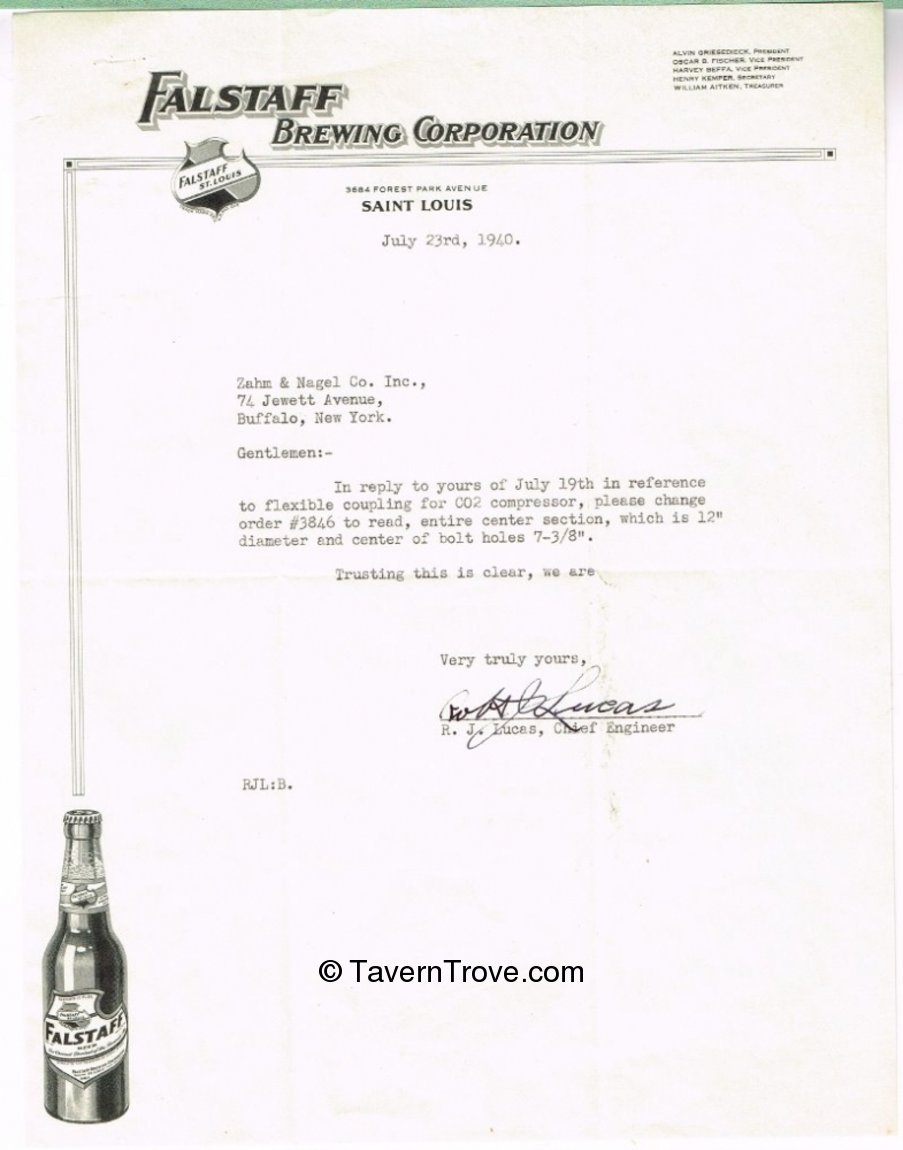 ALVIN GRIESEDIECK, PRESIDENT
OSCAR G. FISCHER, VICE PRESIDENT
HARVEY BEFFA, VICE PRESIDENT
HENRY KEMPER, SECRETARY
WILLIAM AITKEN, TREASURER
FALSTAFF
BREWING CORPORATION
FALSTAFF
ST. LOUIS
3684 FOREST PARK AVENUE
SAINT LOUIS
July 23rd, 1940.
Zahm & Nagel Co. Inc.,
74 Jewett Avenue,
Buffalo, New York.
Gentlemen:-
In reply to yours of July 19th in reference
to flexible coupling for CO2 compressor, please change
order #3846 to read, entire center section, which is 12"
diameter and center of bolt holes 7-3/8".
Trusting this is clear, we are
Very truly yours,
Robt J Lucas
R. J. Lucas, Chief Engineer
RJL:B.
© TavernTrove.com
FALSTAFF
BEER